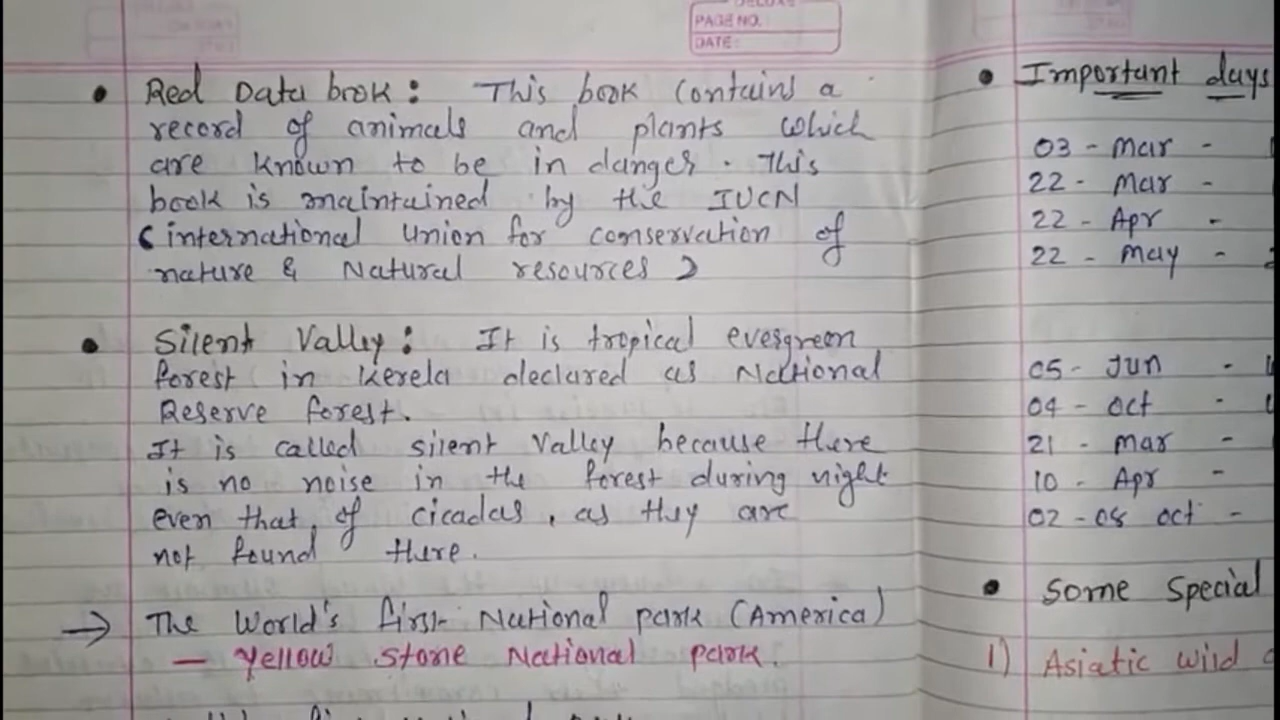 PAGE NO.
DATE:
• Red Data book : This book contains a
record of animals and plants which
are known to be in danger. This
book is maintained by the IUCN
(international Union for conservation of
nature & Natural resources)
• Silent Valley : It is tropical evergreen
forest in Kerela declared as National
Reserve forest.
It is called silent Valley because there
is no noise in the forest during night
even that of cicadas, as they are
not found there.
→ The World's first National park (America)
— Yellow stone National park.
• Important days
03 - Mar -
22 - Mar -
22 - Apr -
22 - May -
05 - Jun -
04 - Oct -
21 - Mar -
10 - Apr -
02 - 08 Oct -
• Some Special
1) Asiatic wild